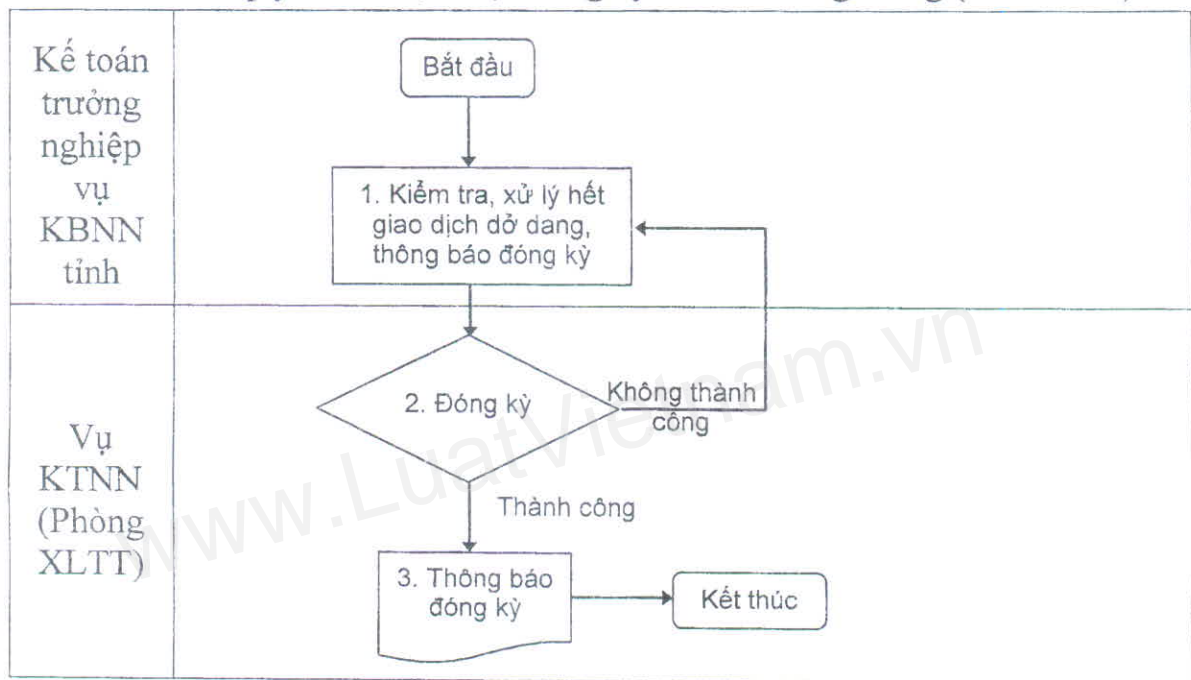 Kế toán
trưởng
nghiệp
vụ
KBNN
tỉnh
Bắt đầu
1. Kiểm tra, xử lý hết
giao dịch dở dang,
thông báo đóng kỳ
Vụ
KTNN
(Phòng
XLTT)
2. Đóng kỳ
Không thành
công
Thành công
3. Thông báo
đóng kỳ
Kết thúc
www.LuatVietnam.vn